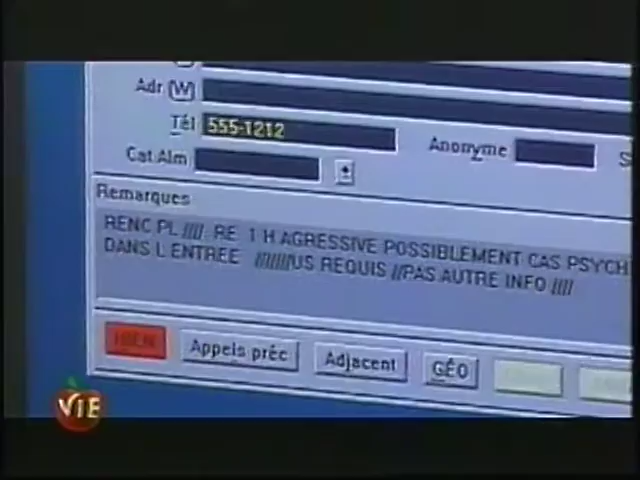 Adr (W)
Tél 555-1212
Anonyme
Cat Alm
Remarques
RENC PL //// RE 1 H AGRESSIVE POSSIBLEMENT CAS PSYCH
DANS L ENTREE ////////US REQUIS //PAS AUTRE INFO ////
Appels préc Adjacent GÉO
VIE